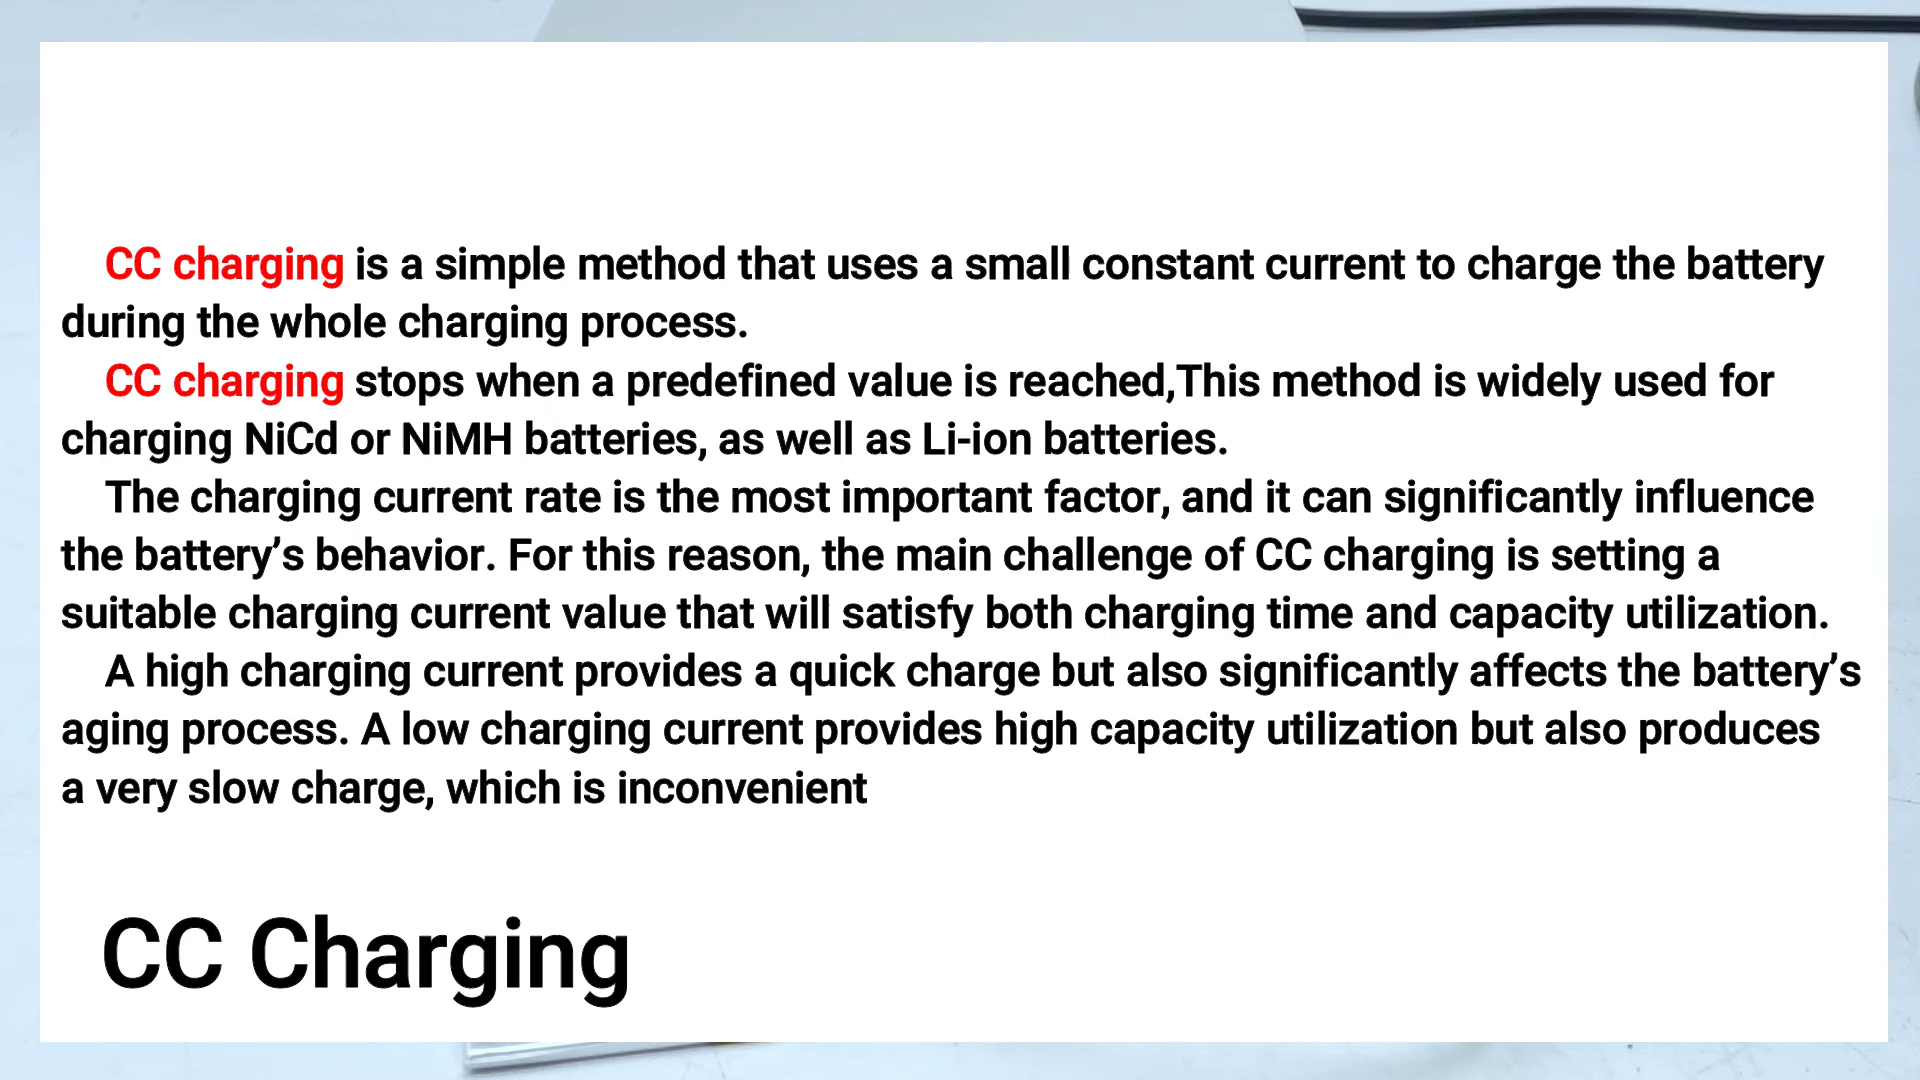 CC charging is a simple method that uses a small constant current to charge the battery
during the whole charging process.
CC charging stops when a predefined value is reached,This method is widely used for
charging NiCd or NiMH batteries, as well as Li-ion batteries.
The charging current rate is the most important factor, and it can significantly influence
the battery’s behavior. For this reason, the main challenge of CC charging is setting a
suitable charging current value that will satisfy both charging time and capacity utilization.
A high charging current provides a quick charge but also significantly affects the battery’s
aging process. A low charging current provides high capacity utilization but also produces
a very slow charge, which is inconvenient
CC Charging